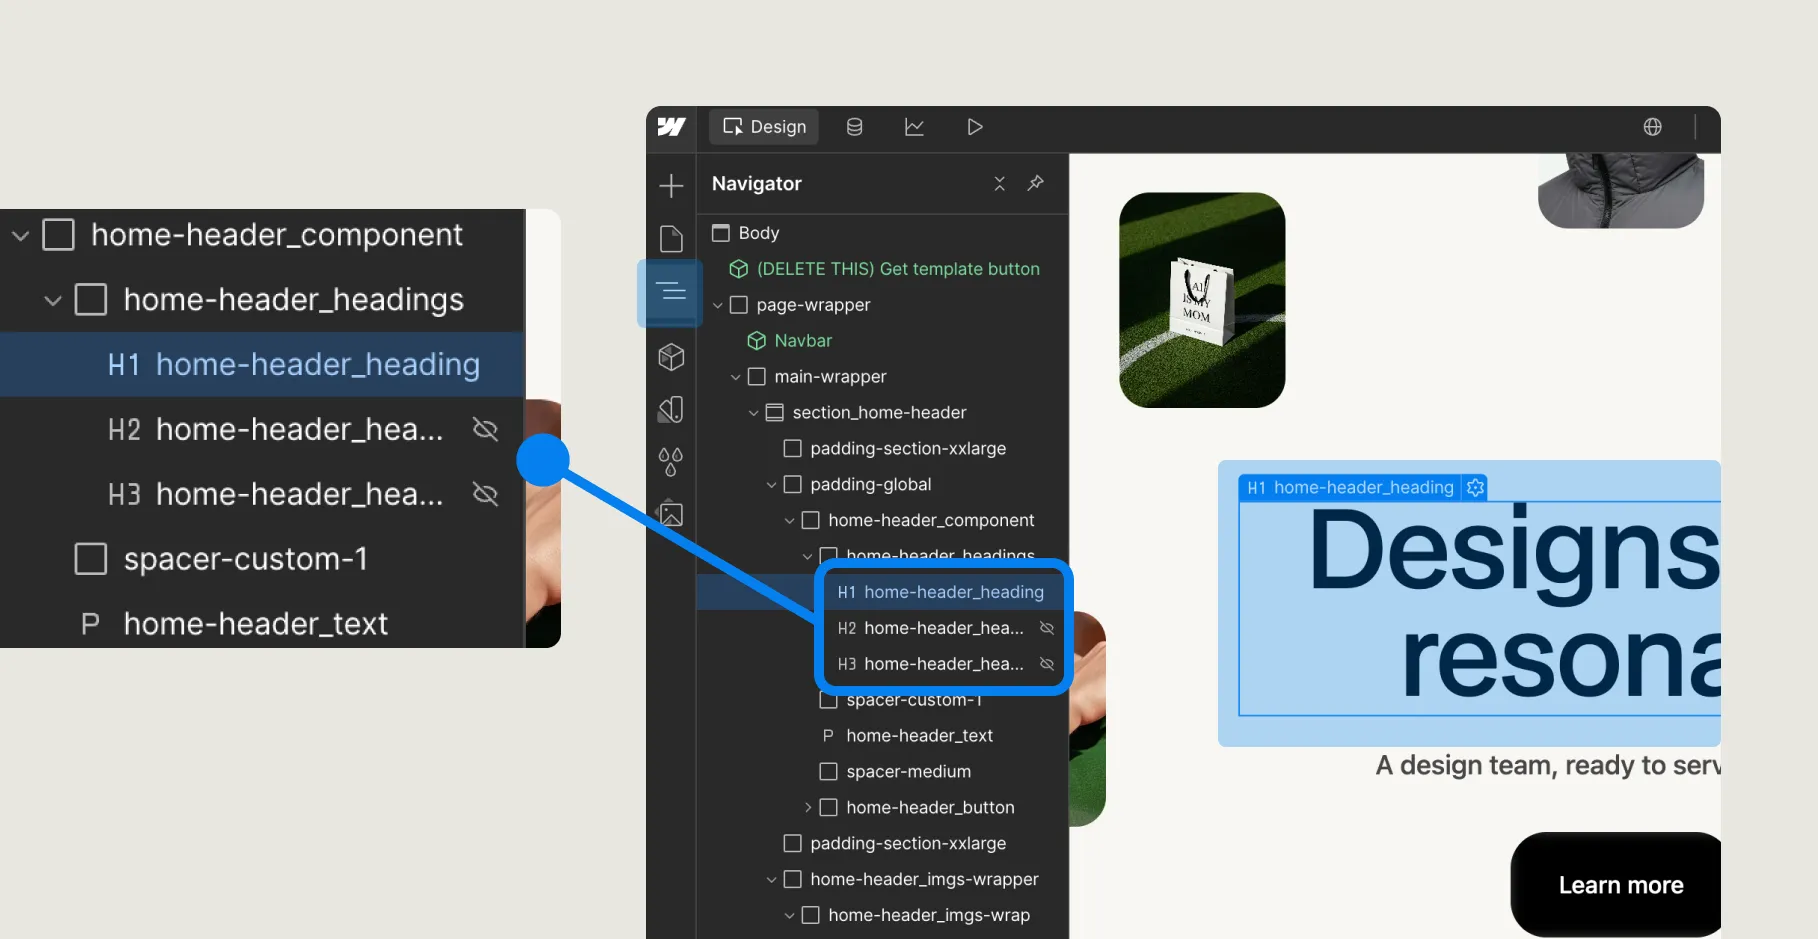 home-header_component
home-header_headings
H1 home-header_heading
H2 home-header_hea...
H3 home-header_hea...
spacer-custom-1
P home-header_text
Design
Navigator
Body
(DELETE THIS) Get template button
page-wrapper
Navbar
main-wrapper
section_home-header
padding-section-xxlarge
padding-global
home-header_component
home-header_headings
H1 home-header_heading
H2 home-header_hea...
H3 home-header_hea...
spacer-custom-1
P home-header_text
spacer-medium
home-header_button
padding-section-xxlarge
home-header_imgs-wrapper
home-header_imgs-wrap
IS MY
MOM
H1 home-header_heading
Designs
resona
A design team, ready to serv
Learn more